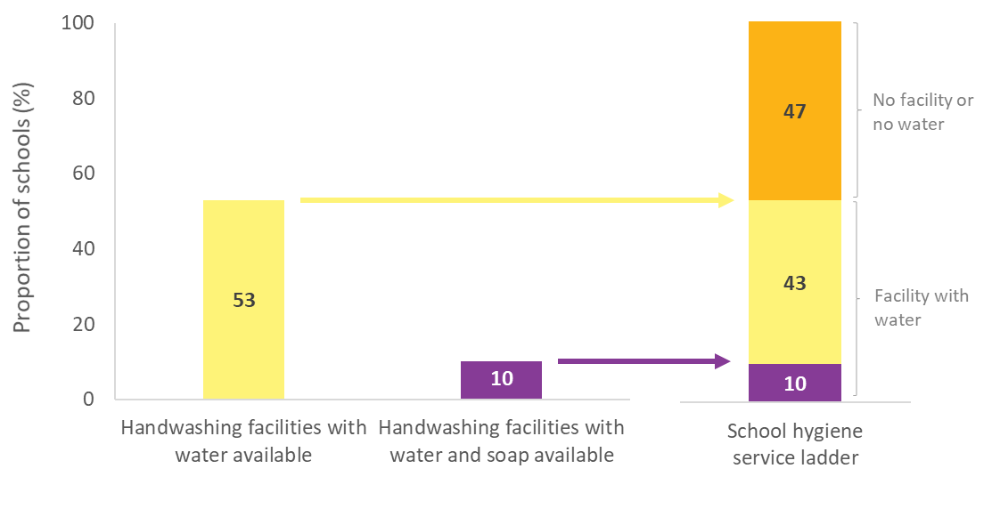 Proportion of schools (%)
100
80
60
40
20
0
53
10
47
43
10
No facility or
no water
Facility with
water
Handwashing facilities with
water available
Handwashing facilities with
water and soap available
School hygiene
service ladder